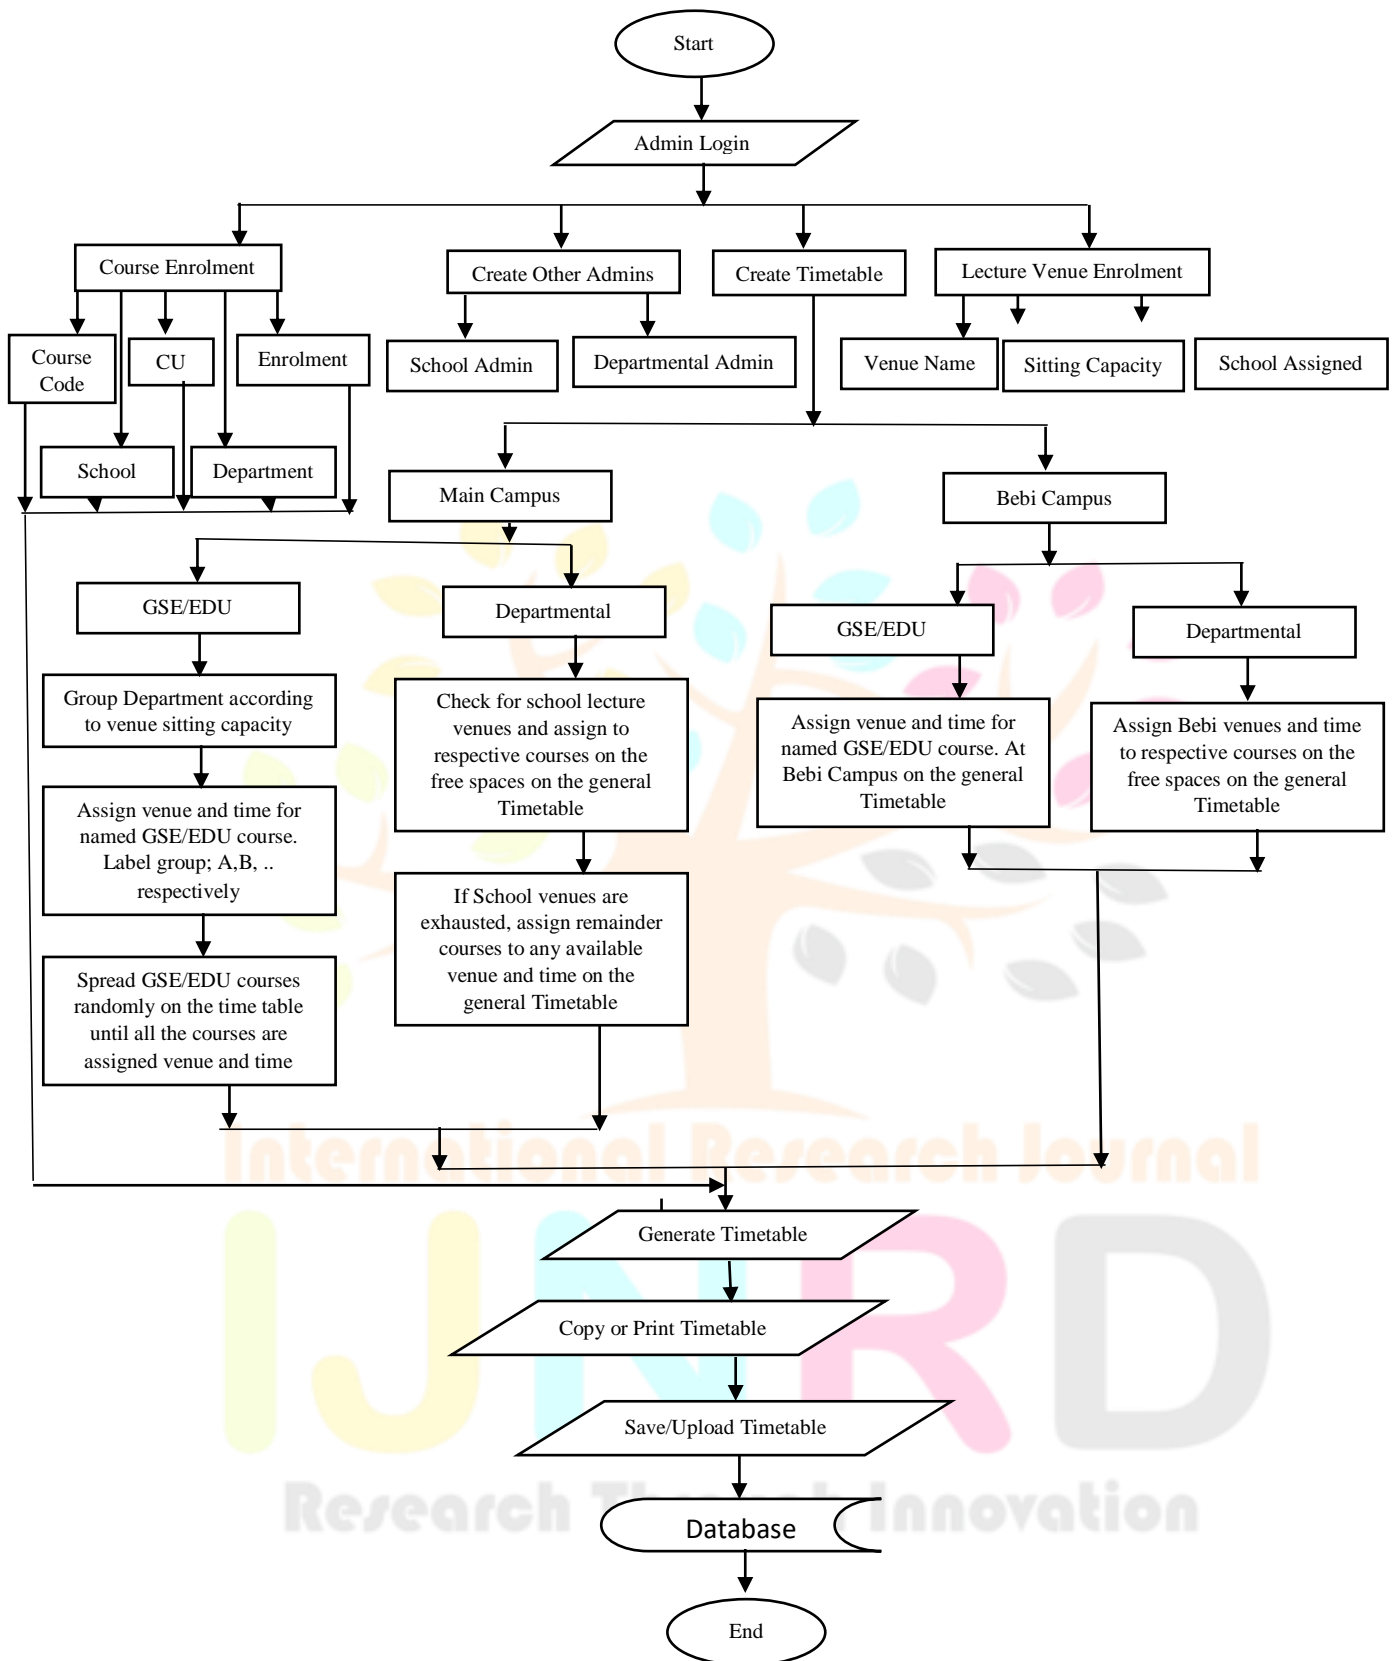 Start
Admin Login
Course Enrolment
Create Other Admins
Create Timetable
Lecture Venue Enrolment
Course
Code
CU
Enrolment
School Admin
Departmental Admin
Venue Name
Sitting Capacity
School Assigned
School
Department
Main Campus
Bebi Campus
GSE/EDU
Departmental
GSE/EDU
Departmental
Group Department according
to venue sitting capacity
Check for school lecture
venues and assign to
respective courses on the
free spaces on the general
Timetable
Assign venue and time for
named GSE/EDU course. At
Bebi Campus on the general
Timetable
Assign Bebi venues and time
to respective courses on the
free spaces on the general
Timetable
Assign venue and time for
named GSE/EDU course.
Label group; A,B, ..
respectively
If School venues are
exhausted, assign remainder
courses to any available
venue and time on the
general Timetable
Spread GSE/EDU courses
randomly on the time table
until all the courses are
assigned venue and time
International Research Journal
Generate Timetable
IJNRD
Copy or Print Timetable
Save/Upload Timetable
Research Through Innovation
Database
End